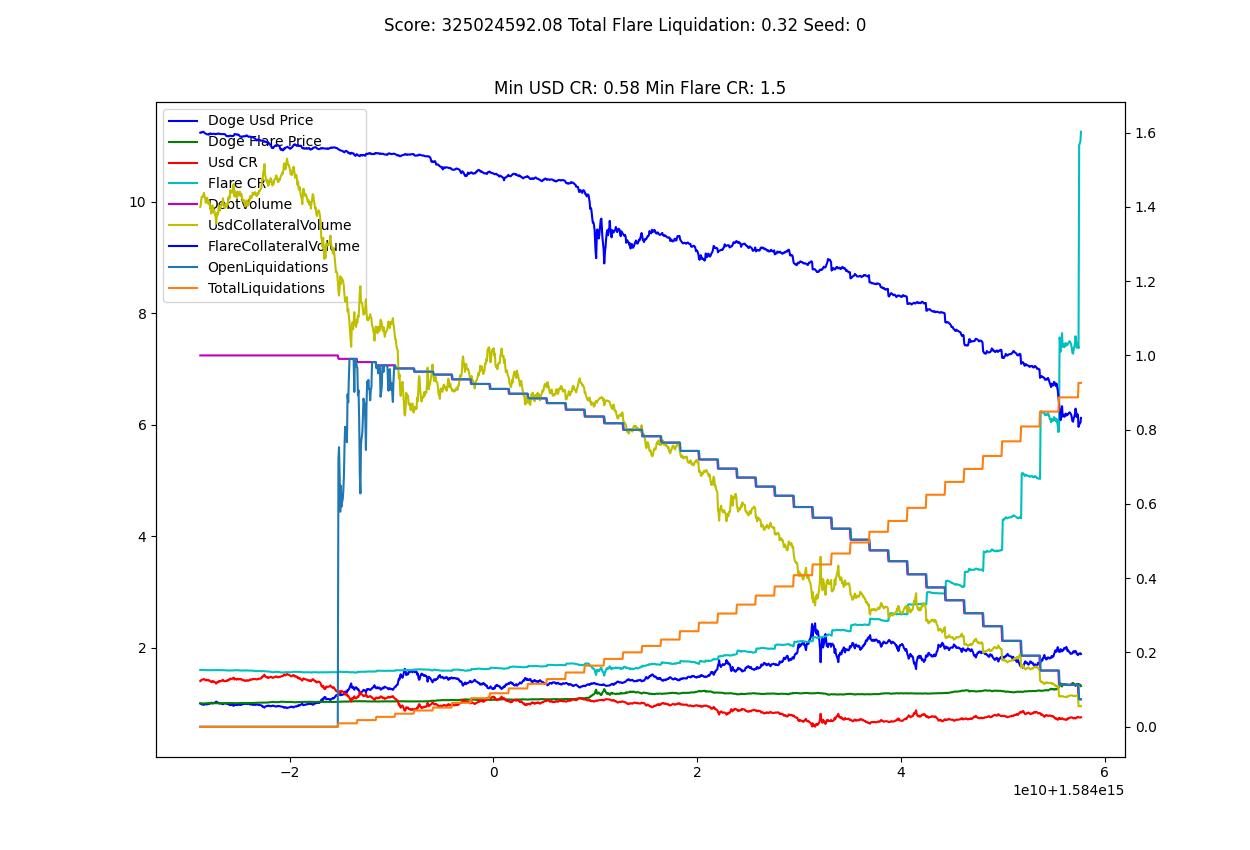 Score: 325024592.08 Total Flare Liquidation: 0.32 Seed: 0
Min USD CR: 0.58 Min Flare CR: 1.5
Doge Usd Price
Doge Flare Price
Usd CR
Flare CR
DebtVolume
UsdCollateralVolume
FlareCollateralVolume
OpenLiquidations
TotalLiquidations
10
8
6
4
2
1.6
1.4
1.2
1.0
0.8
0.6
0.4
0.2
0.0
−2
0
2
4
6
1e10+1.584e15